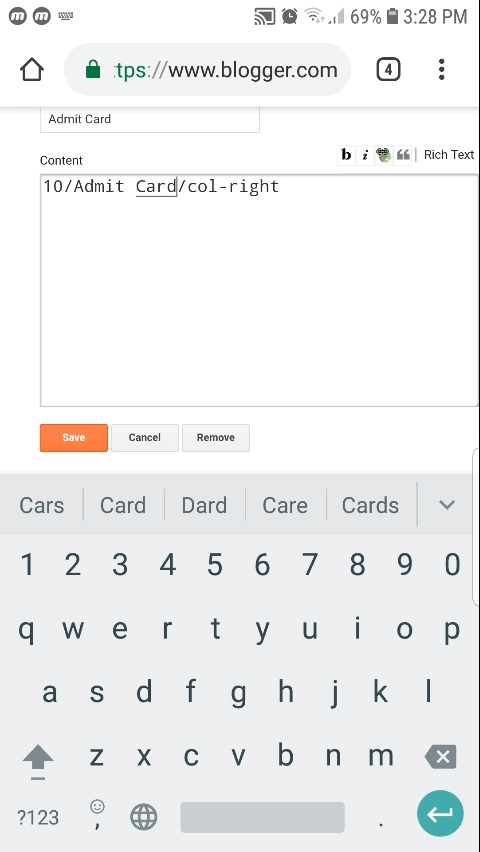 69% 3:28 PM
tps://www.blogger.com 4
Admit Card
Content b i Rich Text
10/Admit Card/col-right
Save Cancel Remove
Cars Card Dard Care Cards
1 2 3 4 5 6 7 8 9 0
q w e r t y u i o p
a s d f g h j k l
z x c v b n m
?123 , .